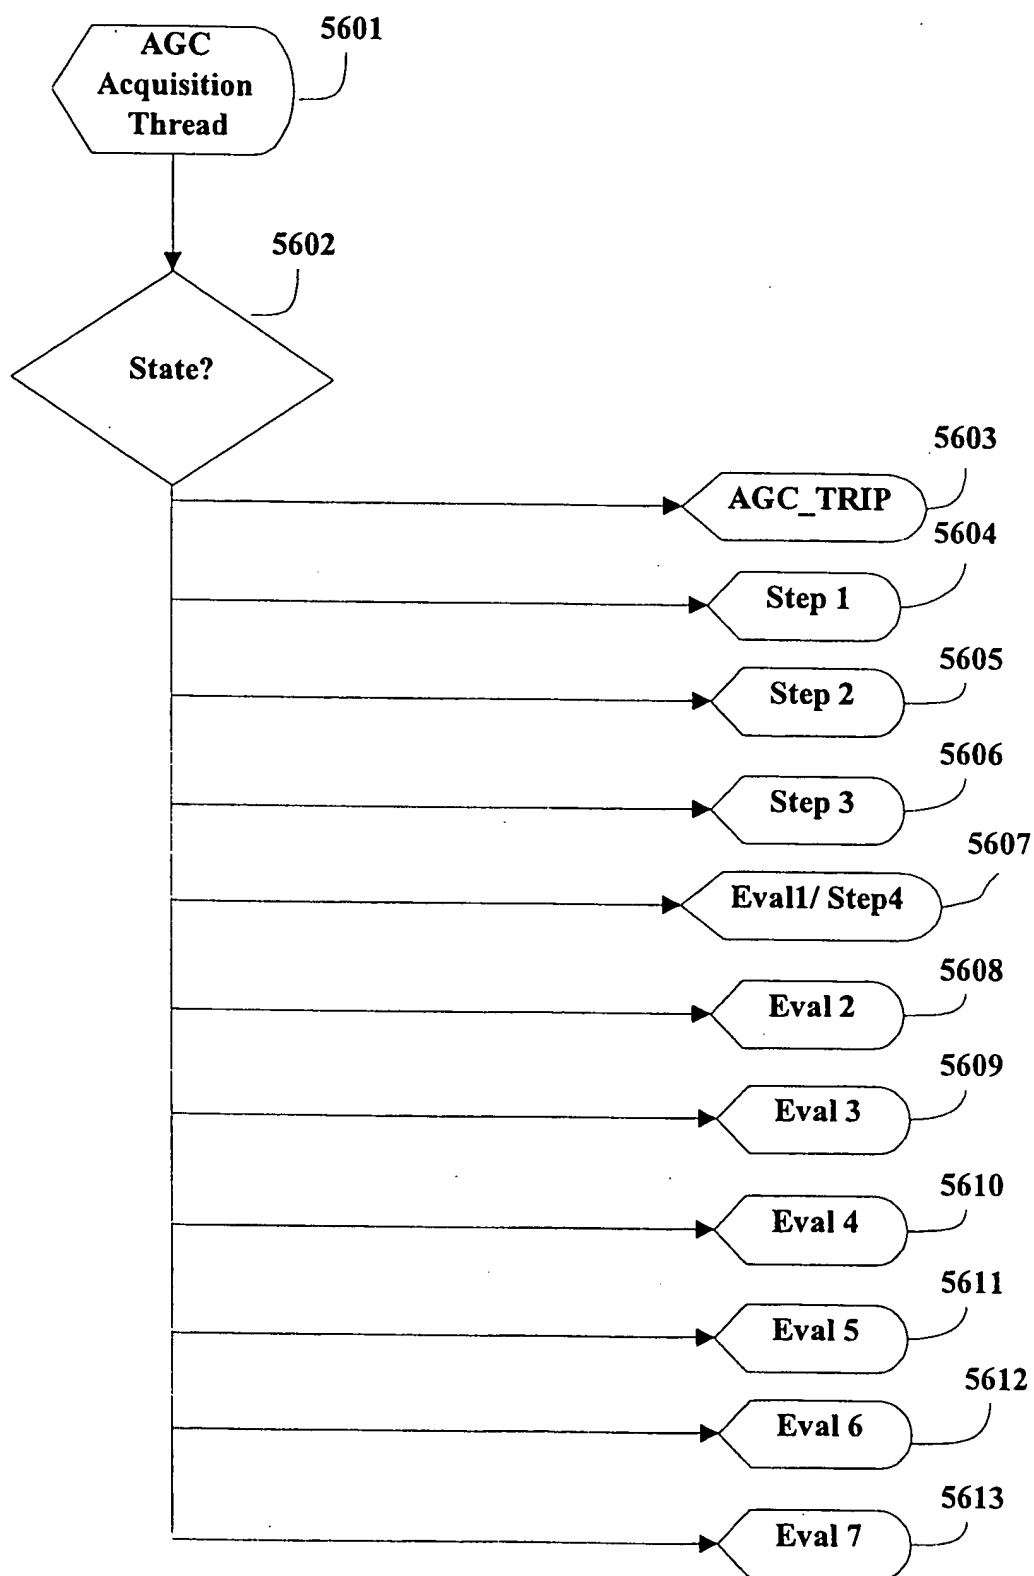 5601
AGC
Acquisition
Thread
5602
State?
5603
AGC_TRIP
5604
Step 1
5605
Step 2
5606
Step 3
5607
Eval1/ Step4
5608
Eval 2
5609
Eval 3
5610
Eval 4
5611
Eval 5
5612
Eval 6
5613
Eval 7